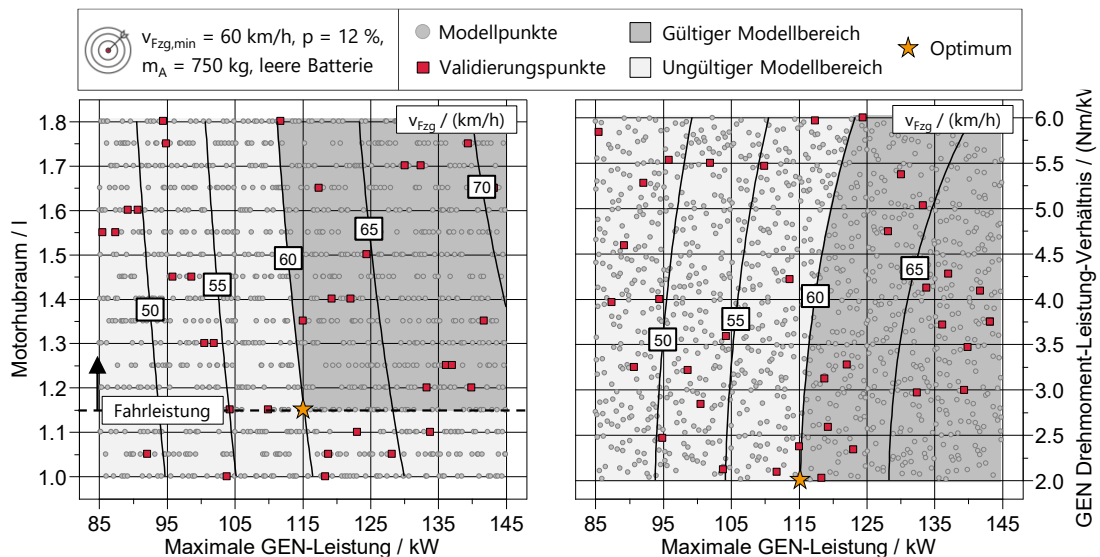 v_Fzg,min = 60 km/h, p = 12 %,
m_A = 750 kg, leere Batterie
Modellpunkte
Validierungspunkte
Gültiger Modellbereich
Ungültiger Modellbereich
Optimum
v_Fzg / (km/h)
1.8
1.7
1.6
1.5
1.4
1.3
1.2
1.1
1.0
Motorhubraum / l
50
55
60
65
70
Fahrleistung
85 95 105 115 125 135 145
Maximale GEN-Leistung / kW
v_Fzg / (km/h)
50
55
60
65
6.0
5.5
5.0
4.5
4.0
3.5
3.0
2.5
2.0
GEN Drehmoment-Leistung-Verhältnis / (Nm/kW)
85 95 105 115 125 135 145
Maximale GEN-Leistung / kW